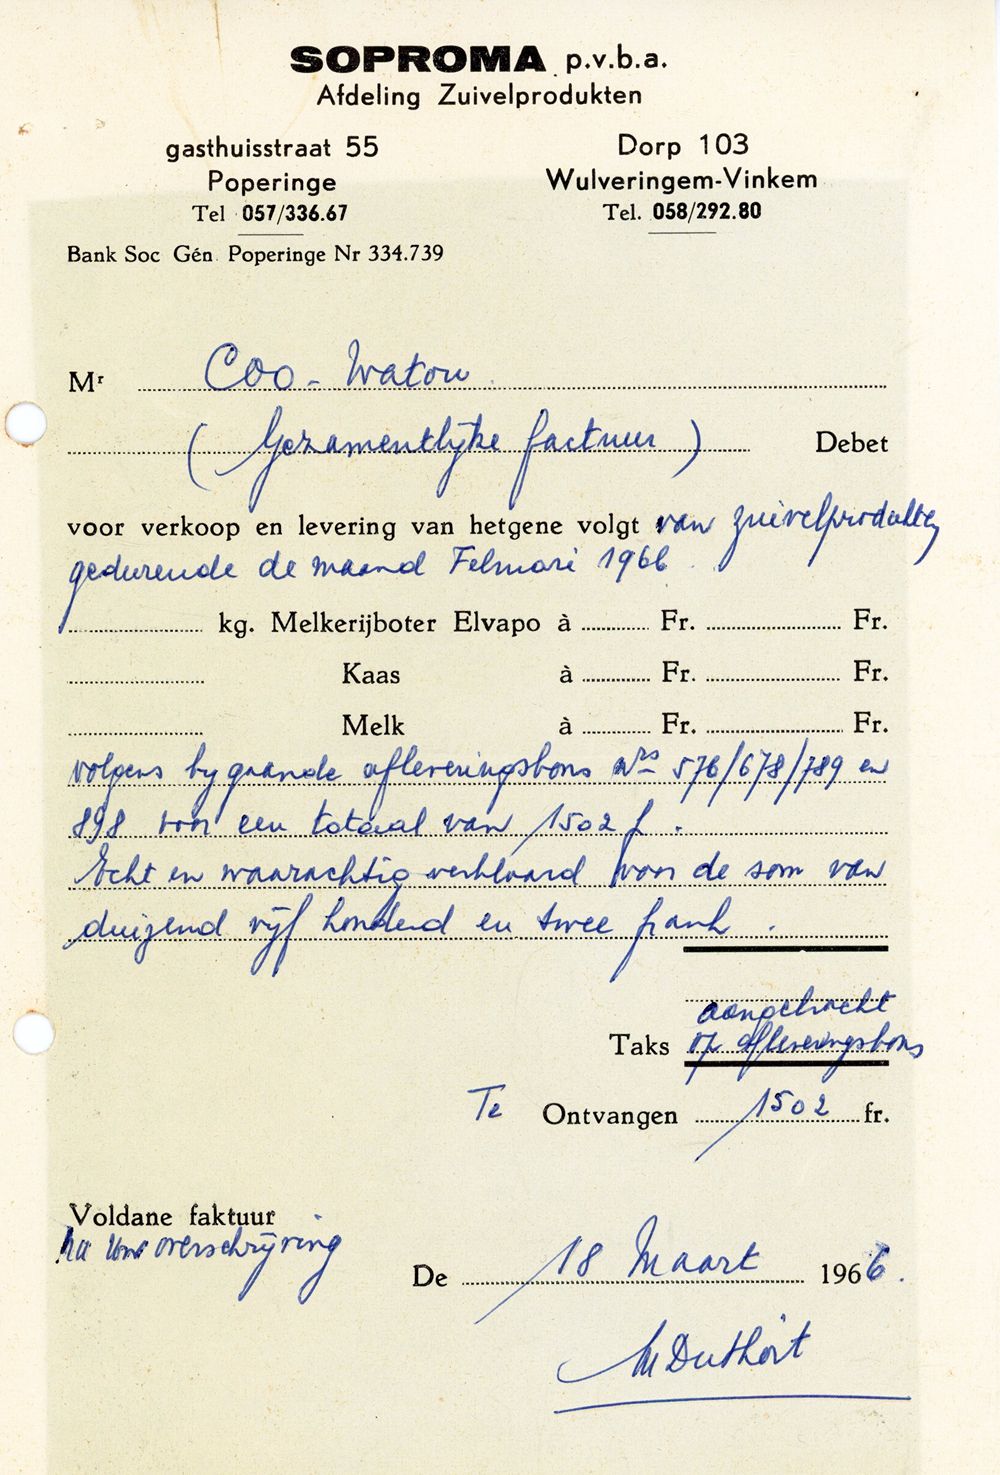 SOPROMA p.v.b.a.
Afdeling Zuivelprodukten
gasthuisstraat 55
Poperinge
Tel 057/336.67
Dorp 103
Wulveringem-Vinkem
Tel. 058/292.80
Bank Soc Gén. Poperinge Nr 334.739
Mr Coo - Watou.
( Gezamentlijke factuur ) Debet
voor verkoop en levering van hetgene volgt van zuivelprodukten
gedurende de maand Februari 1966.
kg. Melkerijboter Elvapo à Fr. Fr.
Kaas à Fr. Fr.
Melk à Fr. Fr.
volgens bygaande afleveringsbons Nrs 576/678/789 en
898 voor een totaal van 1502 f.
Echt en waarachtig verklaard voor de som van
duizend vijf honderd en twee frank.
aangebracht
Taks op afleveringsbons
Te Ontvangen 1502 fr.
Voldane faktuur
na Uw overschrijving
De 18 Maart 1966.
M Duthoit